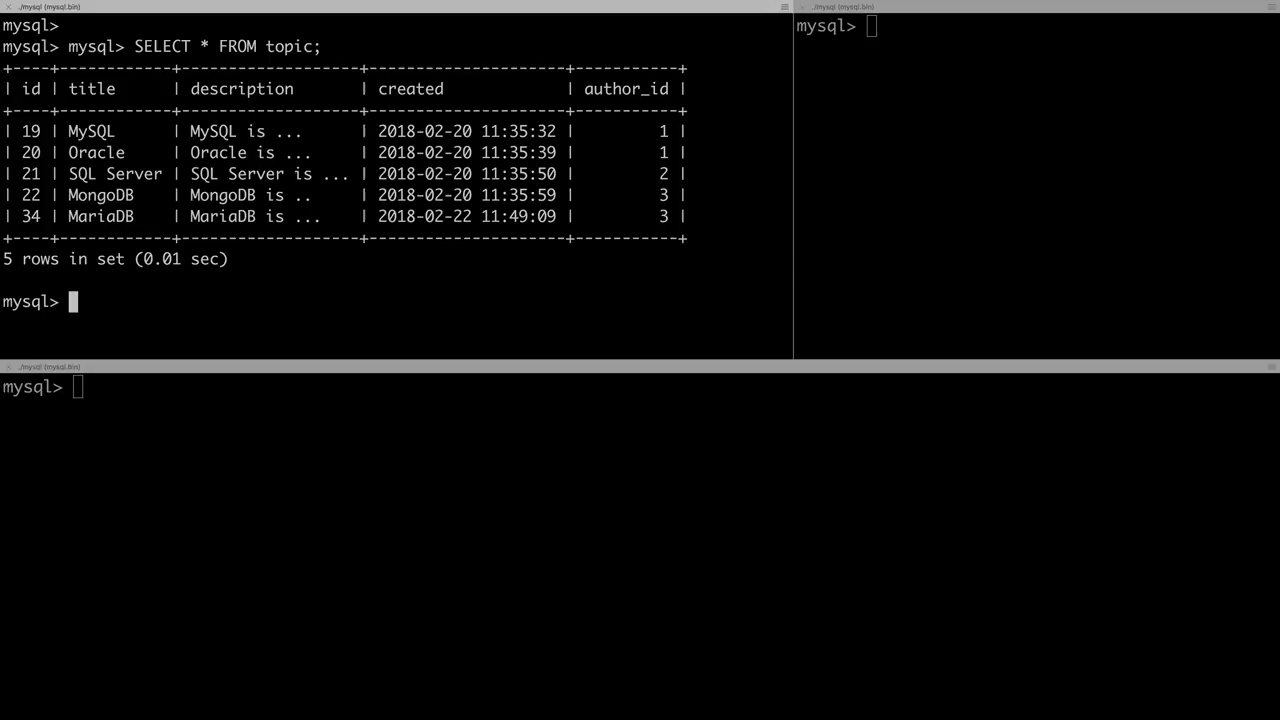 ./mysql (mysql.bin)
mysql>
mysql> mysql> SELECT * FROM topic;
+----+------------+-------------------+---------------------+-----------+
| id | title      | description       | created             | author_id |
+----+------------+-------------------+---------------------+-----------+
| 19 | MySQL      | MySQL is ...      | 2018-02-20 11:35:32 |         1 |
| 20 | Oracle     | Oracle is ...     | 2018-02-20 11:35:39 |         1 |
| 21 | SQL Server | SQL Server is ... | 2018-02-20 11:35:50 |         2 |
| 22 | MongoDB    | MongoDB is ..     | 2018-02-20 11:35:59 |         3 |
| 34 | MariaDB    | MariaDB is ...    | 2018-02-22 11:49:09 |         3 |
+----+------------+-------------------+---------------------+-----------+
5 rows in set (0.01 sec)
mysql>
./mysql (mysql.bin)
mysql>
./mysql (mysql.bin)
mysql>